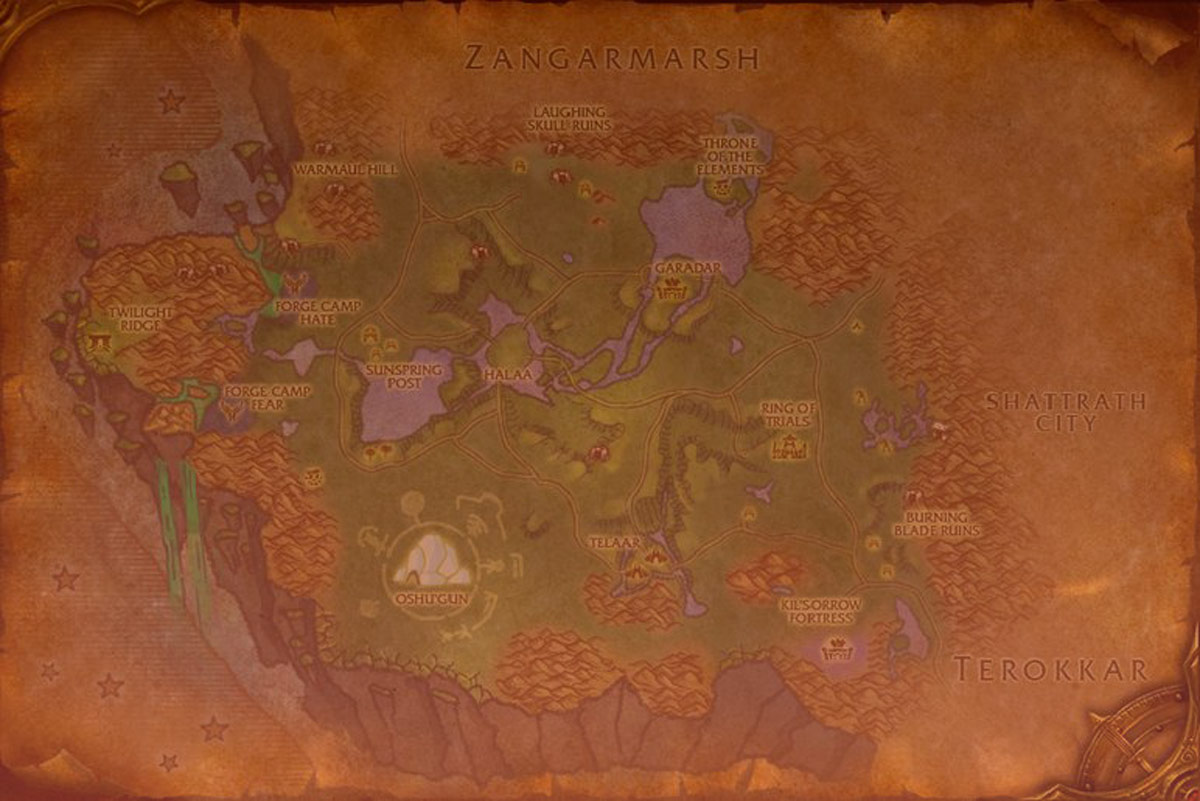 ZANGARMARSH
LAUGHING
SKULL RUINS
THRONE
OF THE
ELEMENTS
WARMAUL HILL
GARADAR
FORGE CAMP
HATE
TWILIGHT
RIDGE
SUNSPRING
POST
HALAA
FORGE CAMP
FEAR
RING OF
TRIALS
SHATTRATH
CITY
BURNING
BLADE RUINS
TELAAR
OSHU'GUN
KIL'SORROW
FORTRESS
TEROKKAR